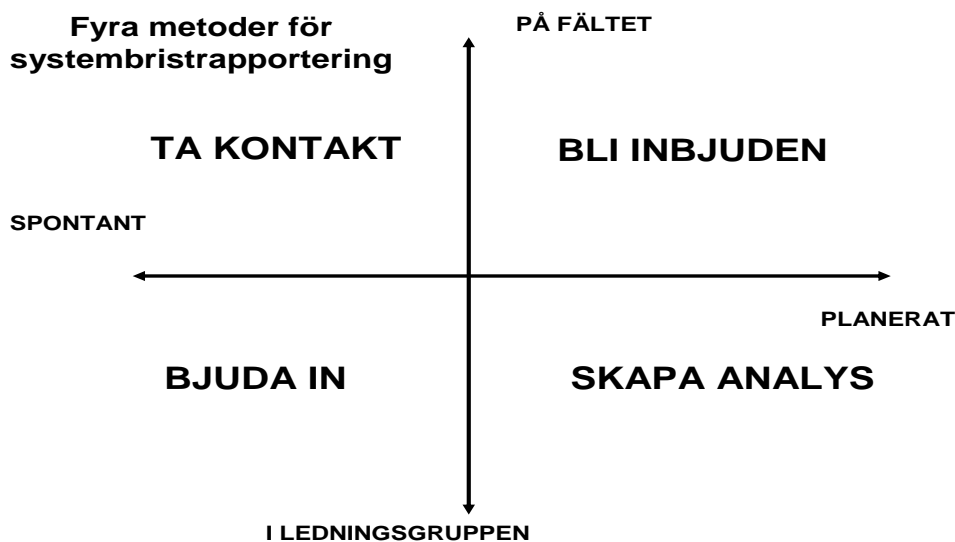 Fyra metoder för
systembristrapportering
PÅ FÄLTET
TA KONTAKT
BLI INBJUDEN
SPONTANT
PLANERAT
BJUDA IN
SKAPA ANALYS
I LEDNINGSGRUPPEN